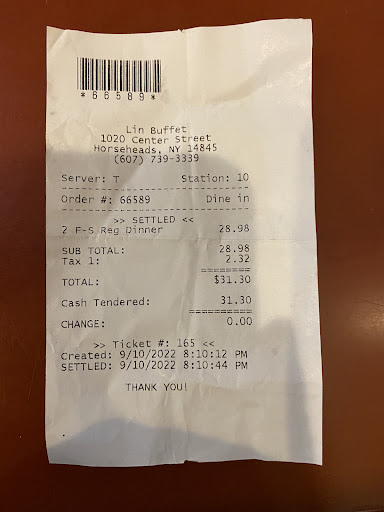 *66589*
Lin Buffet
1020 Center Street
Horseheads, NY 14845
(607) 739-3339
Server: T Station: 10
Order #: 66589 Dine in
>> SETTLED <<
2 F-S Reg Dinner 28.98
SUB TOTAL: 28.98
Tax 1: 2.32
TOTAL: $31.30
Cash Tendered: 31.30
CHANGE: 0.00
>> Ticket #: 165 <<
Created: 9/10/2022 8:10:12 PM
SETTLED: 9/10/2022 8:10:44 PM
THANK YOU!